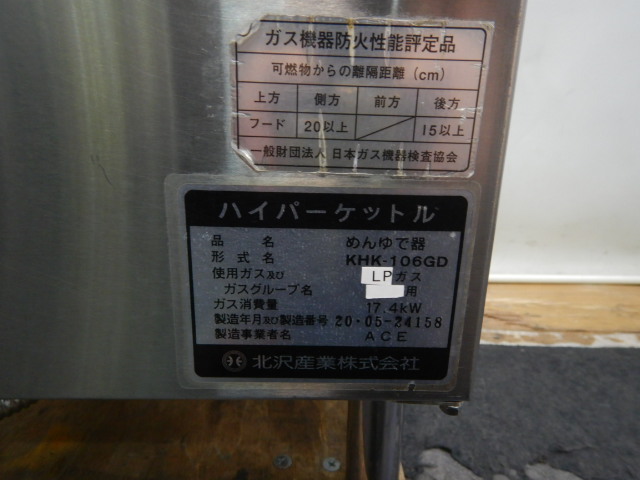 ガス機器防火性能評定品
可燃物からの離隔距離(cm)
上方 側方 前方 後方
フード 20以上 15以上
一般財団法人 日本ガス機器検査協会
ハイパーケットル
品名 めんゆで器
形式名 KHK-106GD
使用ガス及び LPガス
ガスグループ名 用
ガス消費量 17.4kW
製造年月及び製造番号 20・05-24158
製造事業者名 ACE
北沢産業株式会社